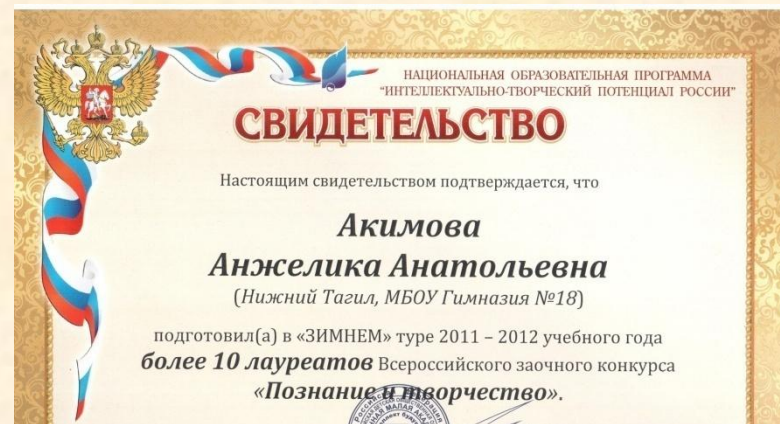 НАЦИОНАЛЬНАЯ ОБРАЗОВАТЕЛЬНАЯ ПРОГРАММА
"ИНТЕЛЛЕКТУАЛЬНО-ТВОРЧЕСКИЙ ПОТЕНЦИАЛ РОССИИ"
СВИДЕТЕЛЬСТВО
Настоящим свидетельством подтверждается, что
Акимова
Анжелика Анатольевна
(Нижний Тагил, МБОУ Гимназия №18)
подготовил(а) в «ЗИМНЕМ» туре 2011 – 2012 учебного года
более 10 лауреатов Всероссийского заочного конкурса
«Познание и творчество».